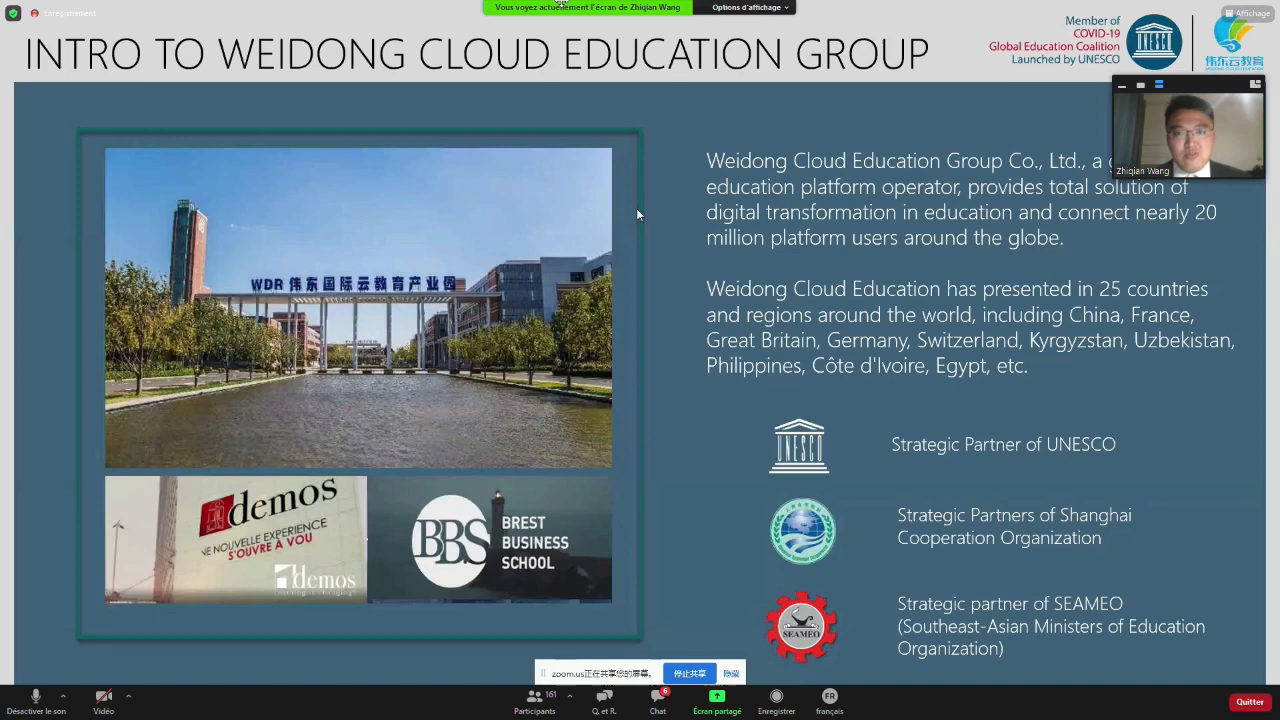 Enregistrement
Vous voyez actuellement l'écran de Zhiqian Wang
Options d'affichage
Affichage
INTRO TO WEIDONG CLOUD EDUCATION GROUP
Member of
COVID-19
Global Education Coalition
Launched by UNESCO
UNESCO
伟东云教育
Zhiqian Wang
Weidong Cloud Education Group Co., Ltd., a
education platform operator, provides total solution of
digital transformation in education and connect nearly 20
million platform users around the globe.
Weidong Cloud Education has presented in 25 countries
and regions around the world, including China, France,
Great Britain, Germany, Switzerland, Kyrgyzstan, Uzbekistan,
Philippines, Côte d'Ivoire, Egypt, etc.
WDR 伟东国际云教育产业园
demos
NE NOUVELLE EXPERIENCE
S'OUVRE A VOU
demos
BBS
BREST
BUSINESS
SCHOOL
UNESCO
Strategic Partner of UNESCO
Strategic Partners of Shanghai
Cooperation Organization
SEAMEO
Strategic partner of SEAMEO
(Southeast-Asian Ministers of Education
Organization)
zoom.us正在共享您的屏幕。
停止共享
隐藏
Désactiver le son
Vidéo
161
Participants
Q. et R.
6
Chat
Écran partagé
Enregistrer
FR
français
Quitter